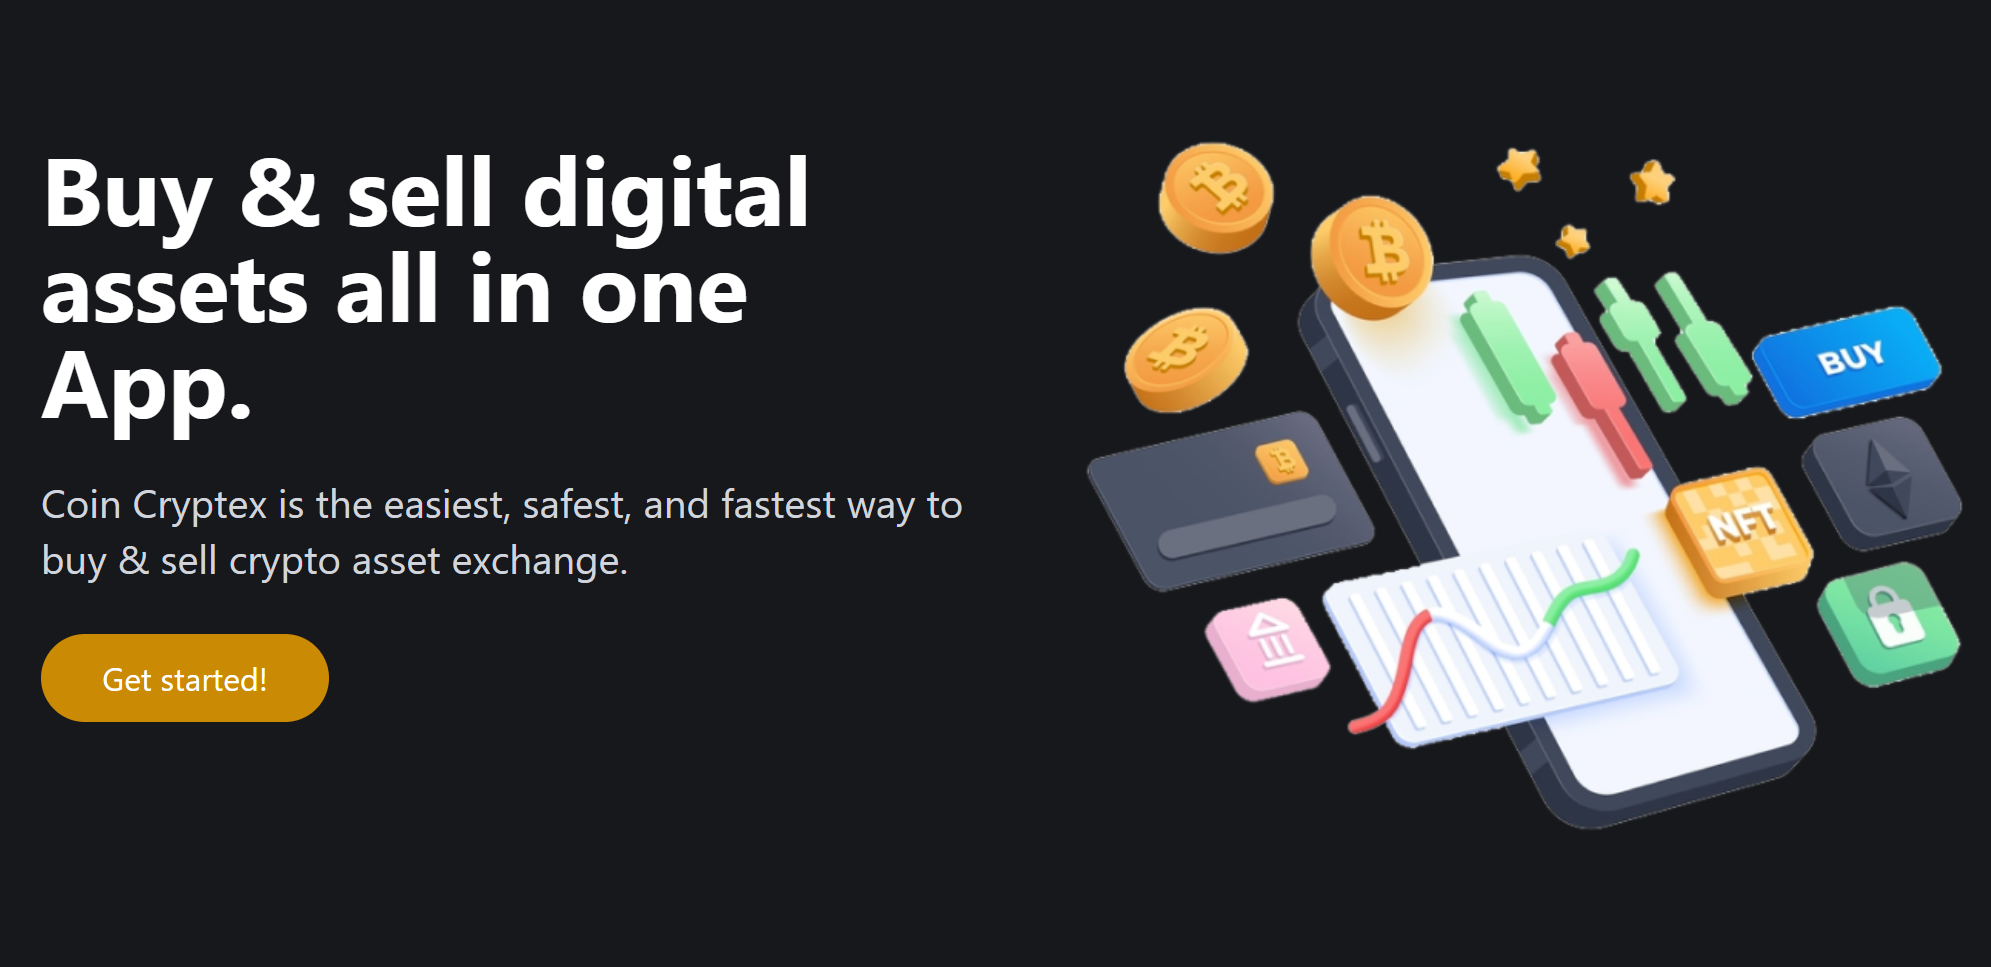 Buy & sell digital
assets all in one
App.
Coin Cryptex is the easiest, safest, and fastest way to
buy & sell crypto asset exchange.
Get started!
BUY
NFT